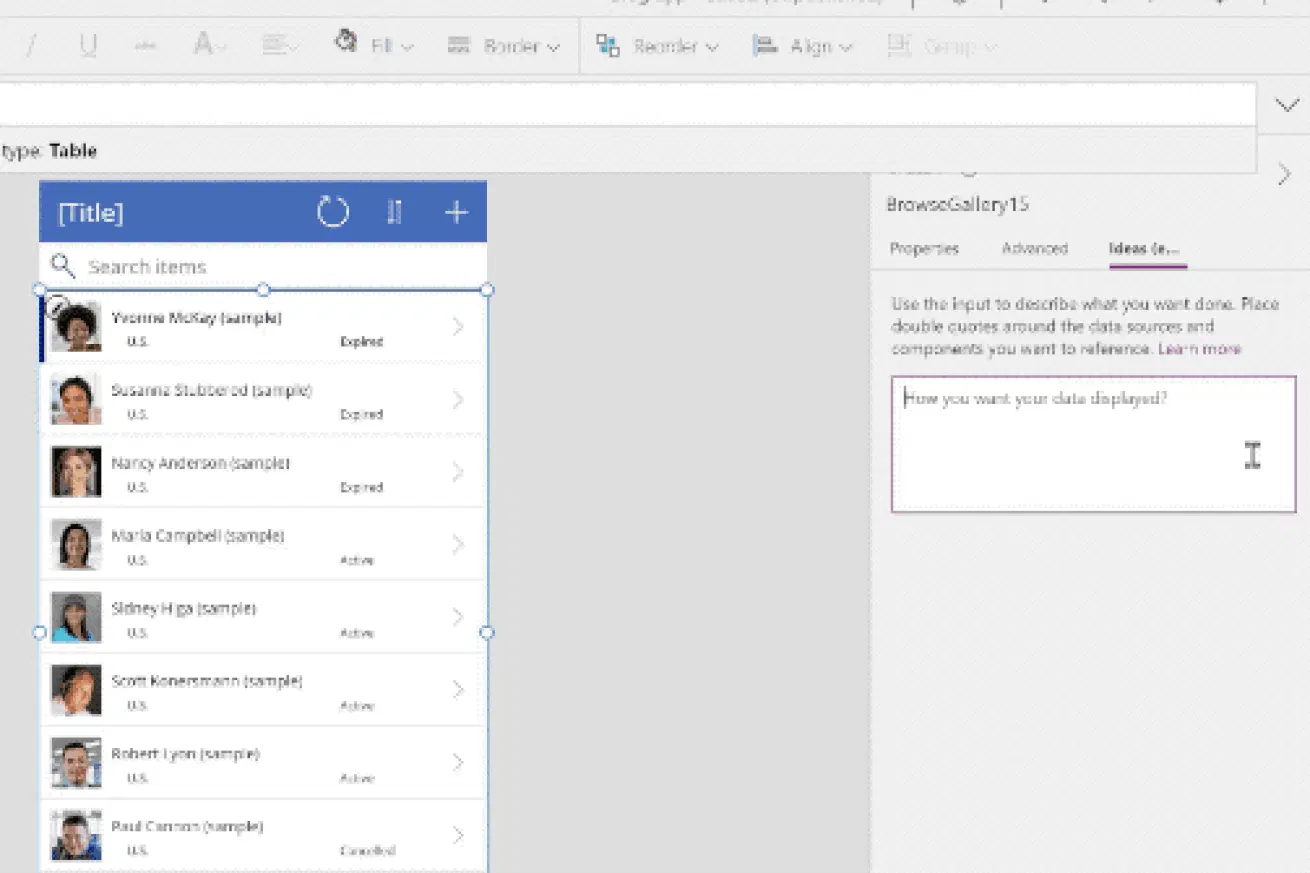 Fill
Border
Reorder
Align
Group
type: Table
[Title]
Search items
Yvonne McKay (sample)
U.S.
Expired
Susanna Stubberod (sample)
U.S.
Expired
Nancy Anderson (sample)
U.S.
Expired
Maria Campbell (sample)
U.S.
Active
Sidney Higa (sample)
U.S.
Active
Scott Konersmann (sample)
U.S.
Active
Robert Lyon (sample)
U.S.
Active
Paul Cannon (sample)
U.S.
Cancelled
BrowseGallery15
Properties
Advanced
Ideas (e...
Use the input to describe what you want done. Place
double quotes around the data sources and
components you want to reference. Learn more
How you want your data displayed?